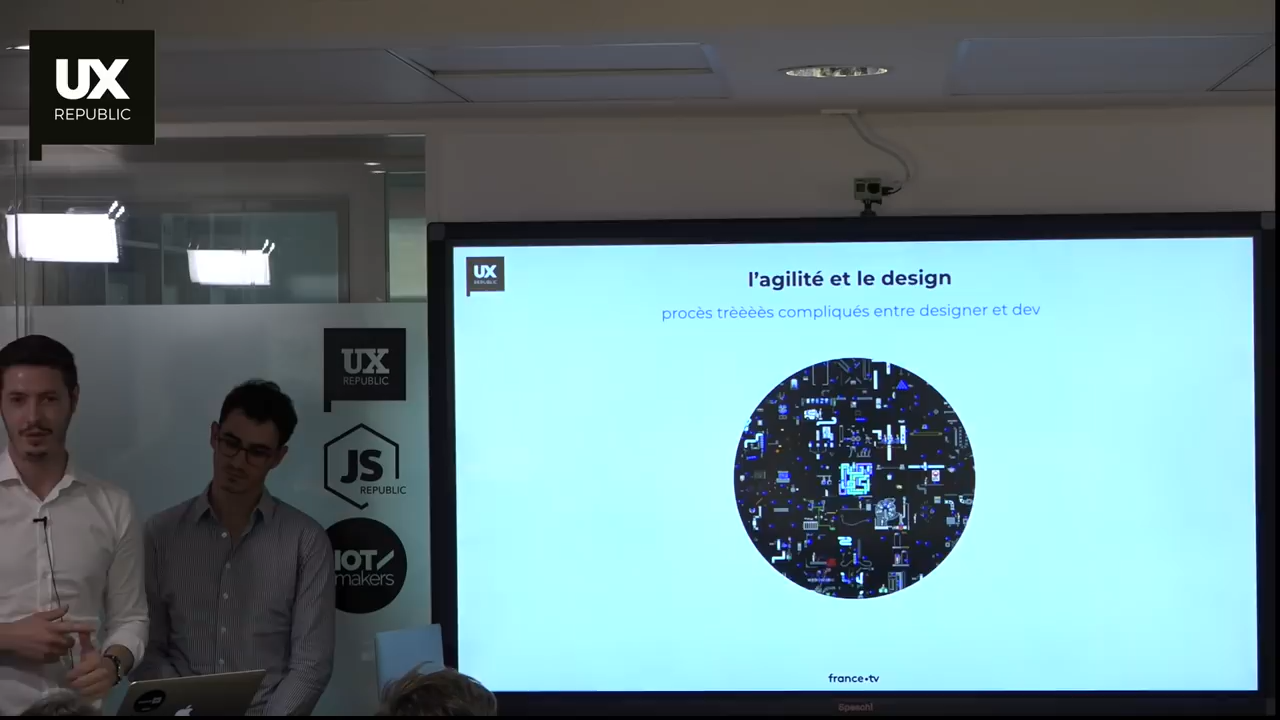 UX
REPUBLIC
UX
REPUBLIC
l'agilité et le design
procès trèèèès compliqués entre designer et dev
UX
REPUBLIC
JS
REPUBLIC
IOT/
makers
france•tv
Speechi